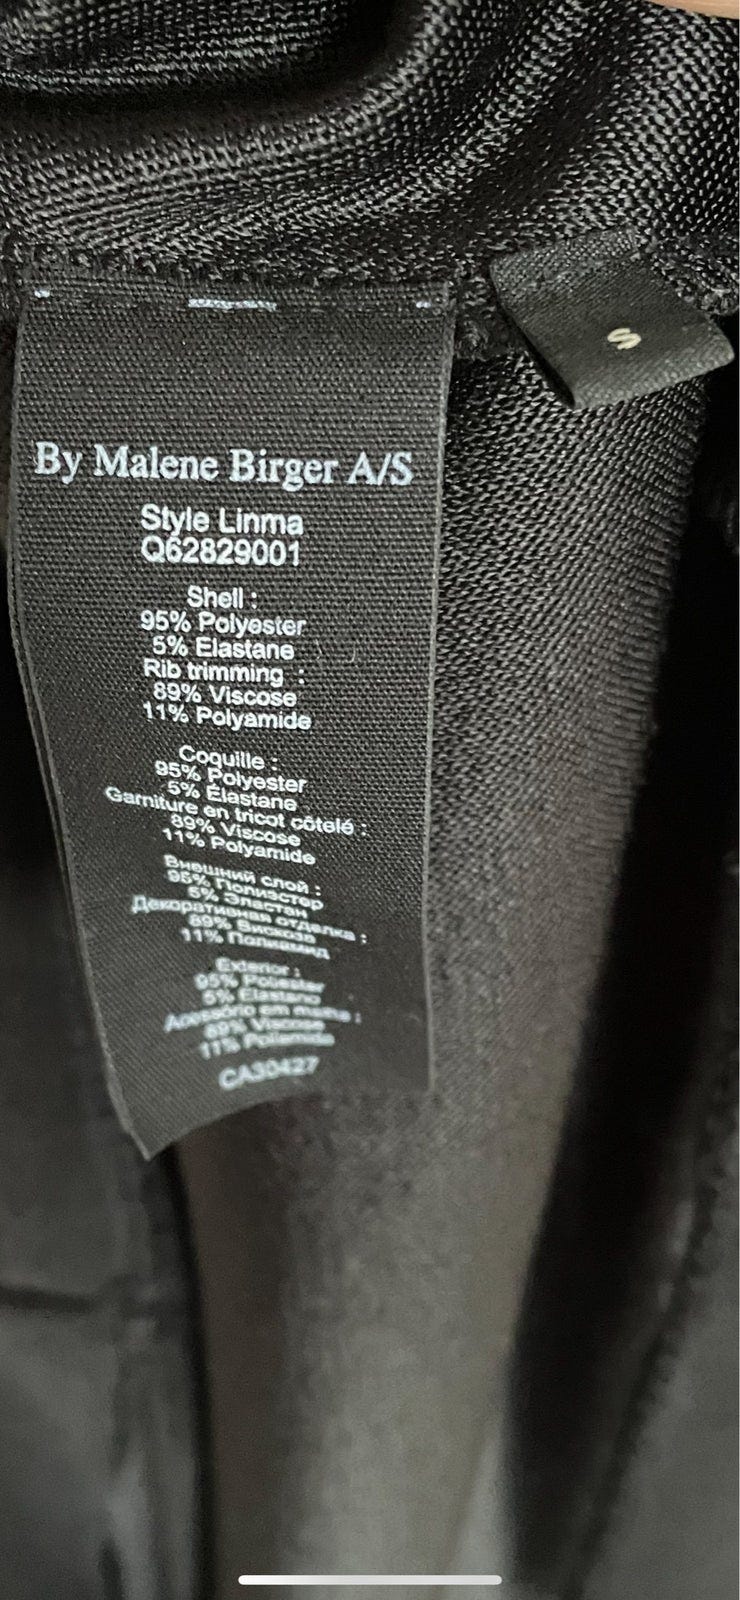 S
By Malene Birger A/S
Style Linma
Q62829001
Shell :
95% Polyester
5% Elastane
Rib trimming :
89% Viscose
11% Polyamide
Coquille :
95% Polyester
5% Élastane
Garniture en tricot côtelé :
89% Viscose
11% Polyamide
Внешний слой :
95% Полиэстер
5% Эластан
Декоративная отделка :
89% Вискоза
11% Полиамид
Exterior :
95% Poliester
5% Elastano
Acessório em malha :
89% Viscose
11% Poliamida
CA30427